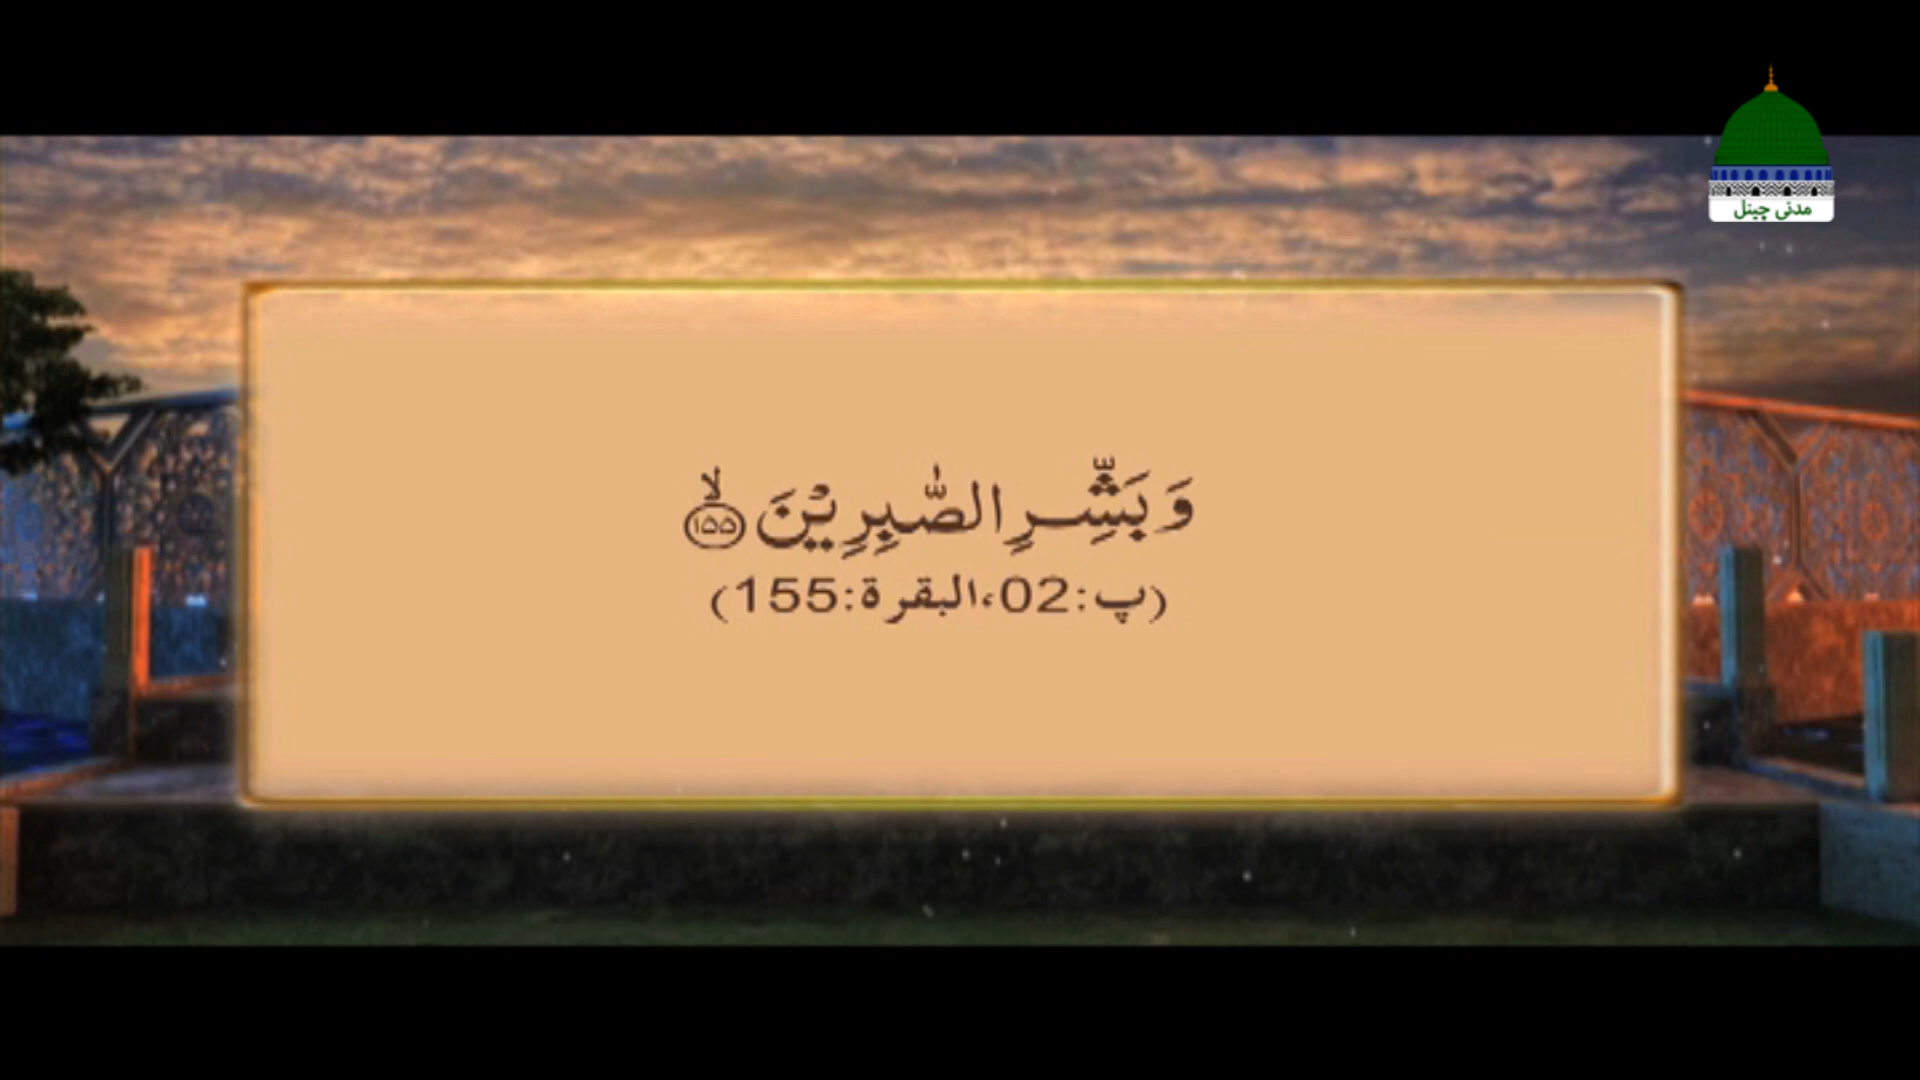 مدنی چینل
وَ بَشِّرِ الصّٰبِرِیْنَ ۙ﴿۱۵۵﴾
(پ:02،البقرة:155)